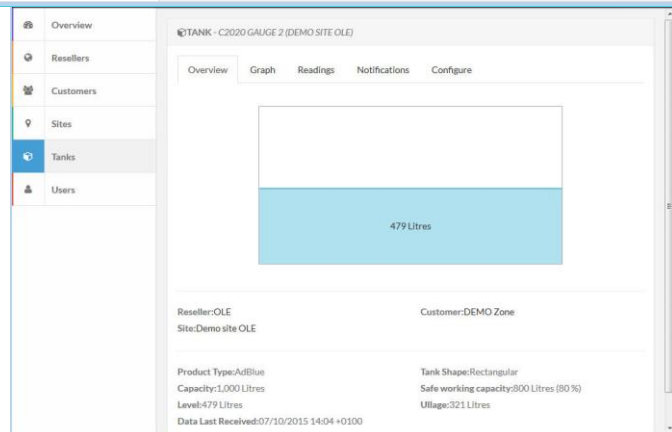 Overview
Resellers
Customers
Sites
Tanks
Users
TANK - C2020 GAUGE 2 (DEMO SITE OLE)
Overview Graph Readings Notifications Configure
479 Litres
Reseller:OLE Customer:DEMO Zone
Site:Demo site OLE
Product Type:AdBlue Tank Shape:Rectangular
Capacity:1,000 Litres Safe working capacity:800 Litres (80 %)
Level:479 Litres Ullage:321 Litres
Data Last Received:07/10/2015 14:04 +0100